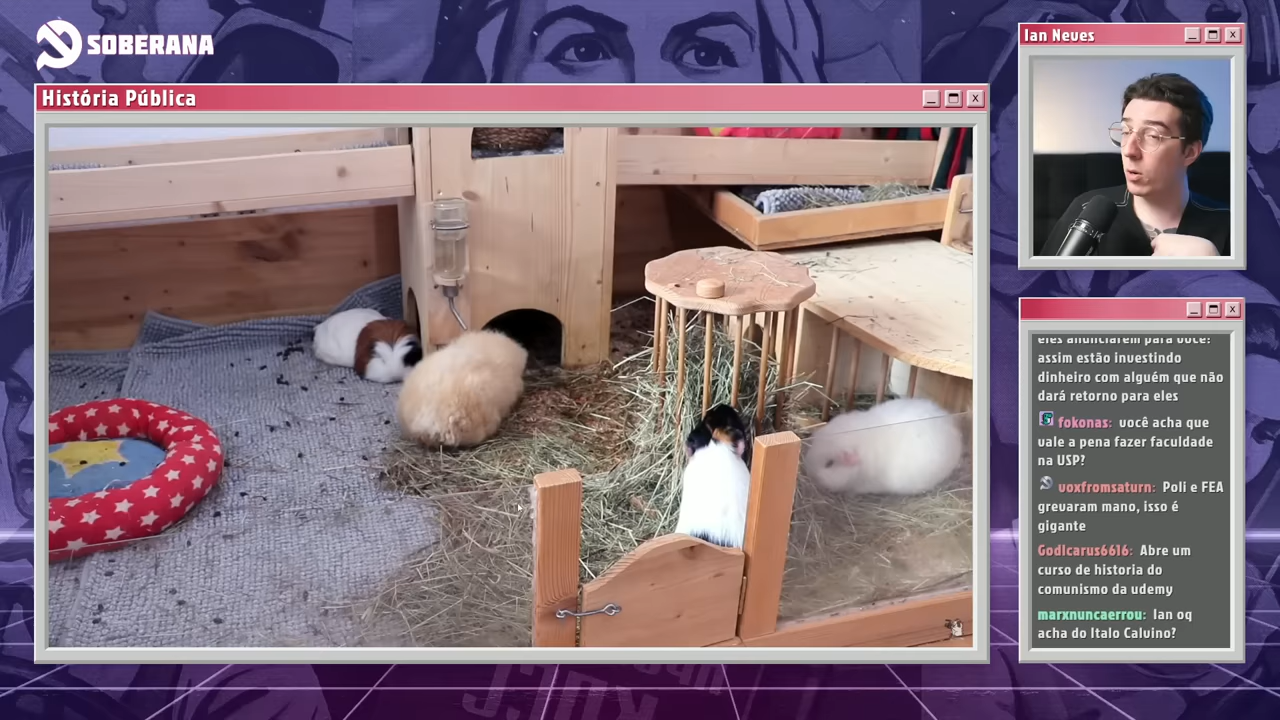 SOBERANA
História Pública
Ian Neves
eles anunciarem para você!
assim estão investindo
dinheiro com alguém que não
dará retorno para eles
fokonas: você acha que
vale a pena fazer faculdade
na USP?
voxfromsaturn: Poli e FEA
grevaram mano, isso é
gigante
GodIcarus6616: Abre um
curso de historia do
comunismo da udemy
marxnuncaerrou: Ian oq
acha do Italo Calvino?